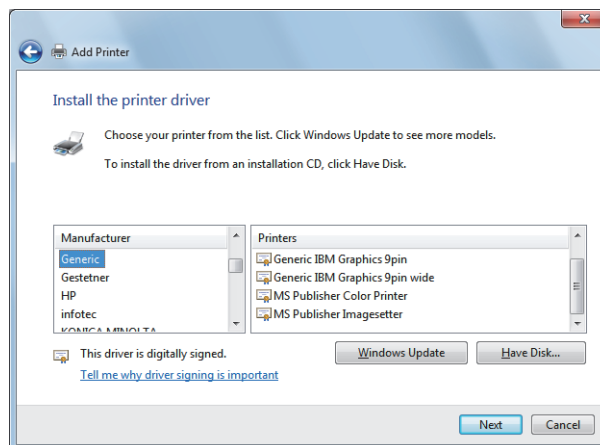 Add Printer
Install the printer driver
Choose your printer from the list. Click Windows Update to see more models.
To install the driver from an installation CD, click Have Disk.
Manufacturer
Generic
Gestetner
HP
infotec
KONICA MINOLTA
Printers
Generic IBM Graphics 9pin
Generic IBM Graphics 9pin wide
MS Publisher Color Printer
MS Publisher Imagesetter
This driver is digitally signed.
Tell me why driver signing is important
Windows Update
Have Disk...
Next
Cancel